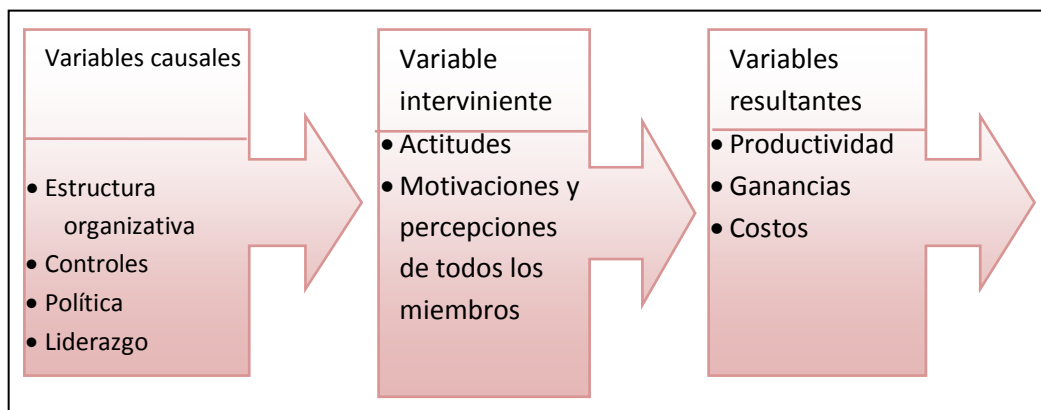 Variables causales
• Estructura
organizativa
• Controles
• Política
• Liderazgo
Variable
interviniente
• Actitudes
• Motivaciones y
percepciones
de todos los
miembros
Variables
resultantes
• Productividad
• Ganancias
• Costos